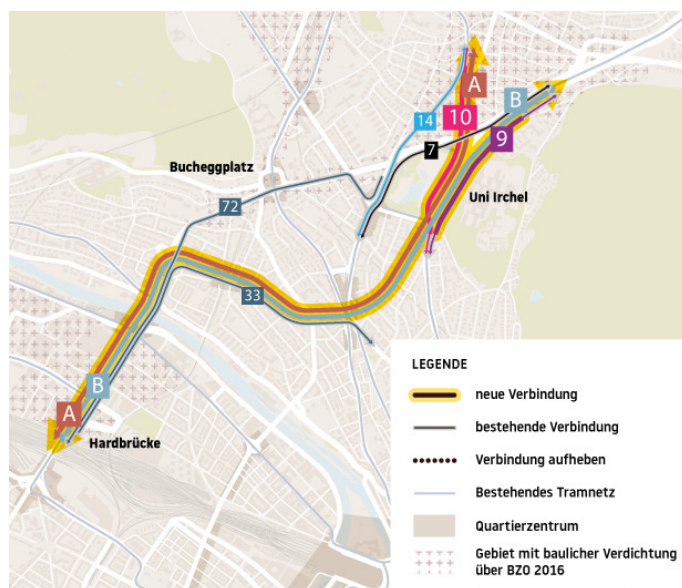 A
B
10
14
9
7
Bucheggplatz
Uni Irchel
72
33
B
A
Hardbrücke
LEGENDE
neue Verbindung
bestehende Verbindung
Verbindung aufheben
Bestehendes Tramnetz
Quartierzentrum
Gebiet mit baulicher Verdichtung
über BZO 2016